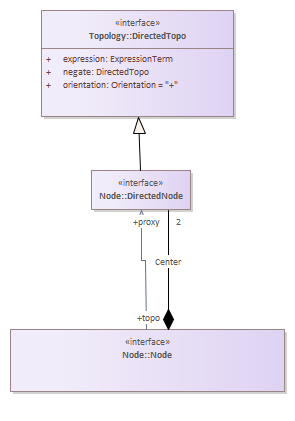 «interface»
Topology::DirectedTopo
+ expression: ExpressionTerm
+ negate: DirectedTopo
+ orientation: Orientation = "+"
«interface»
Node::DirectedNode
+proxy 2
Center
+topo
«interface»
Node::Node